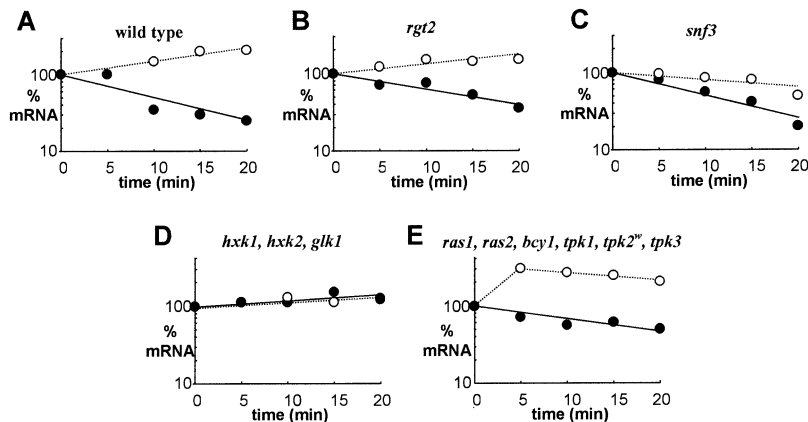 A
wild type
100
%
mRNA
10
0 5 10 15 20
time (min)
B
rgt2
100
%
mRNA
10
0 5 10 15 20
time (min)
C
snf3
100
%
mRNA
10
0 5 10 15 20
time (min)
D
hxk1, hxk2, glk1
100
%
mRNA
10
0 5 10 15 20
time (min)
E
ras1, ras2, bcy1, tpk1, tpk2ʷ, tpk3
100
%
mRNA
10
0 5 10 15 20
time (min)